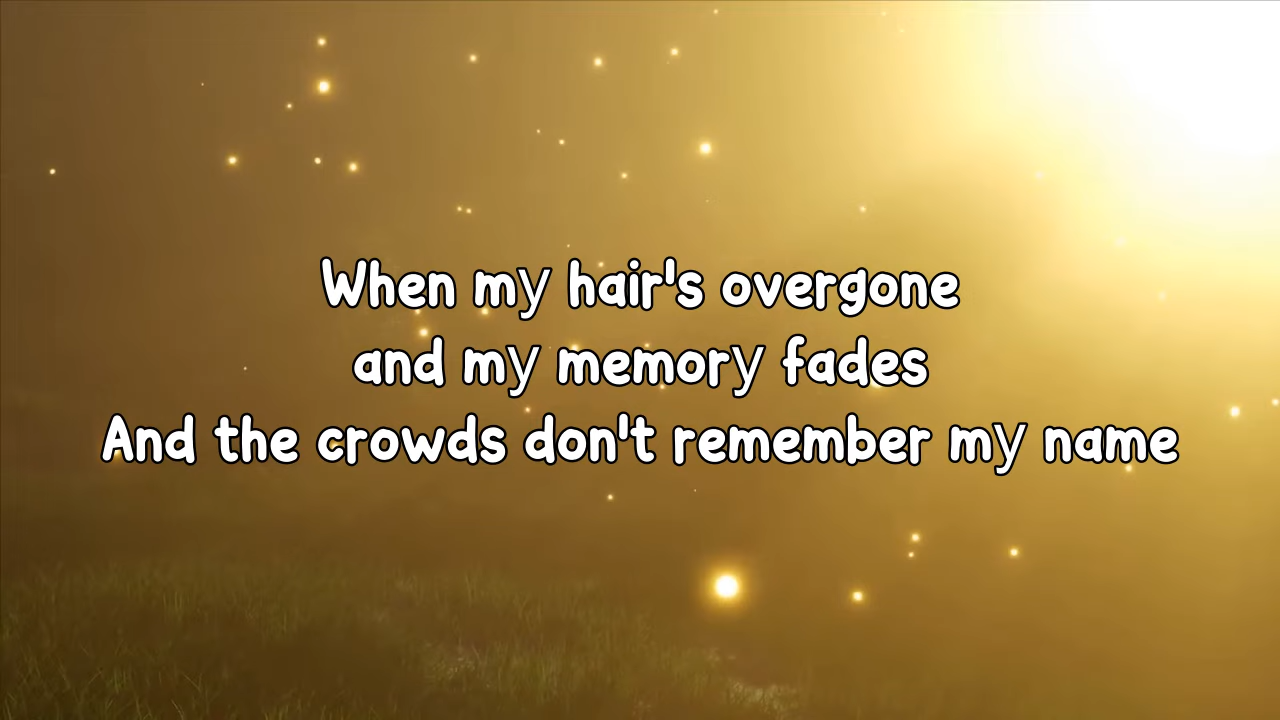 When my hair's overgone
and my memory fades
And the crowds don't remember my name